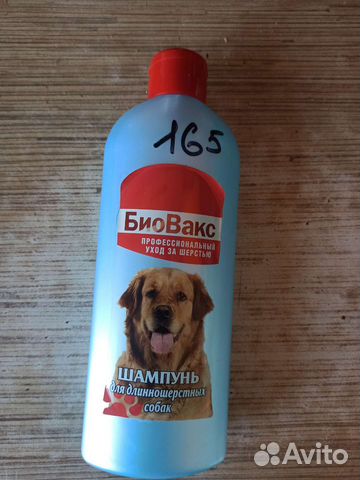 165
БиоВакс
ПРОФЕССИОНАЛЬНЫЙ
УХОД ЗА ШЕРСТЬЮ
ШАМПУНЬ
для длинношерстных
собак
Avito